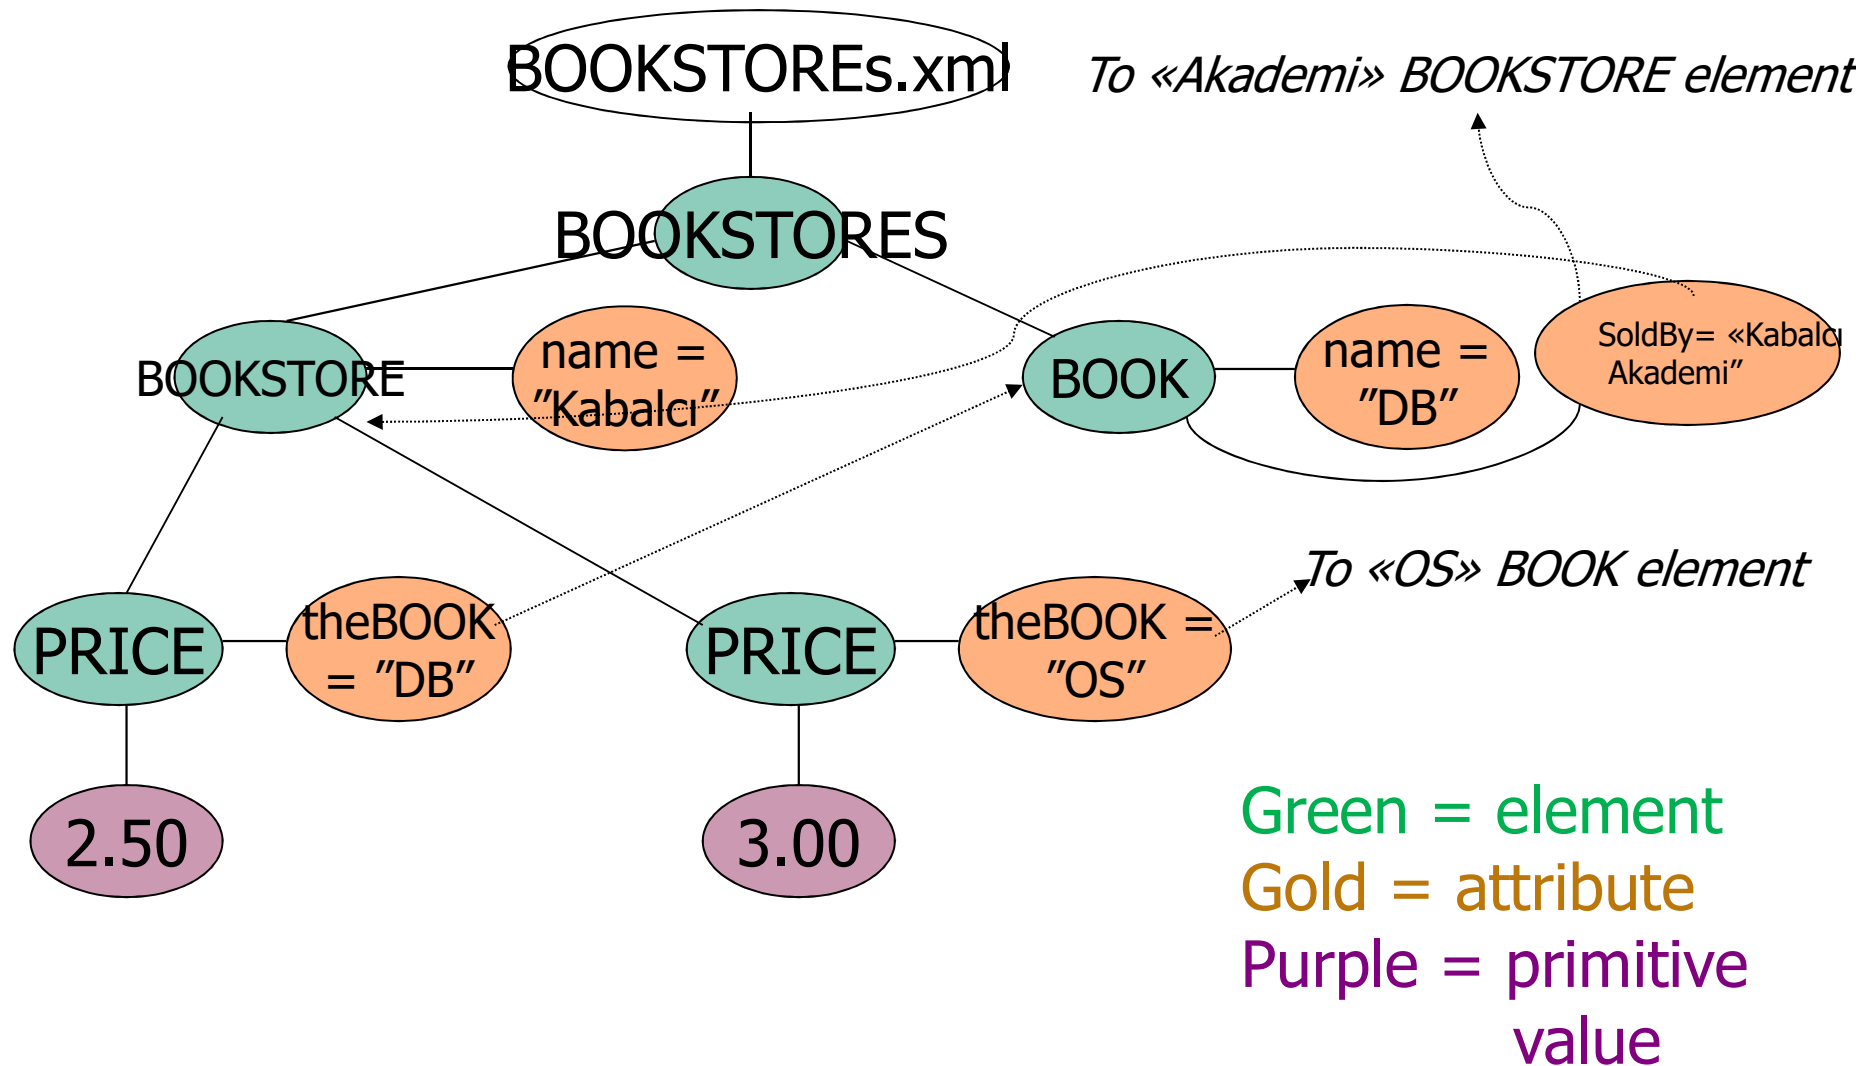 BOOKSTOREs.xml
To «Akademi» BOOKSTORE element
BOOKSTORES
BOOKSTORE
name =
”Kabalcı”
BOOK
name =
”DB”
SoldBy= «Kabalcı
Akademi”
To «OS» BOOK element
PRICE
theBOOK
= ”DB”
PRICE
theBOOK =
”OS”
2.50
3.00
Green = element
Gold = attribute
Purple = primitive
value